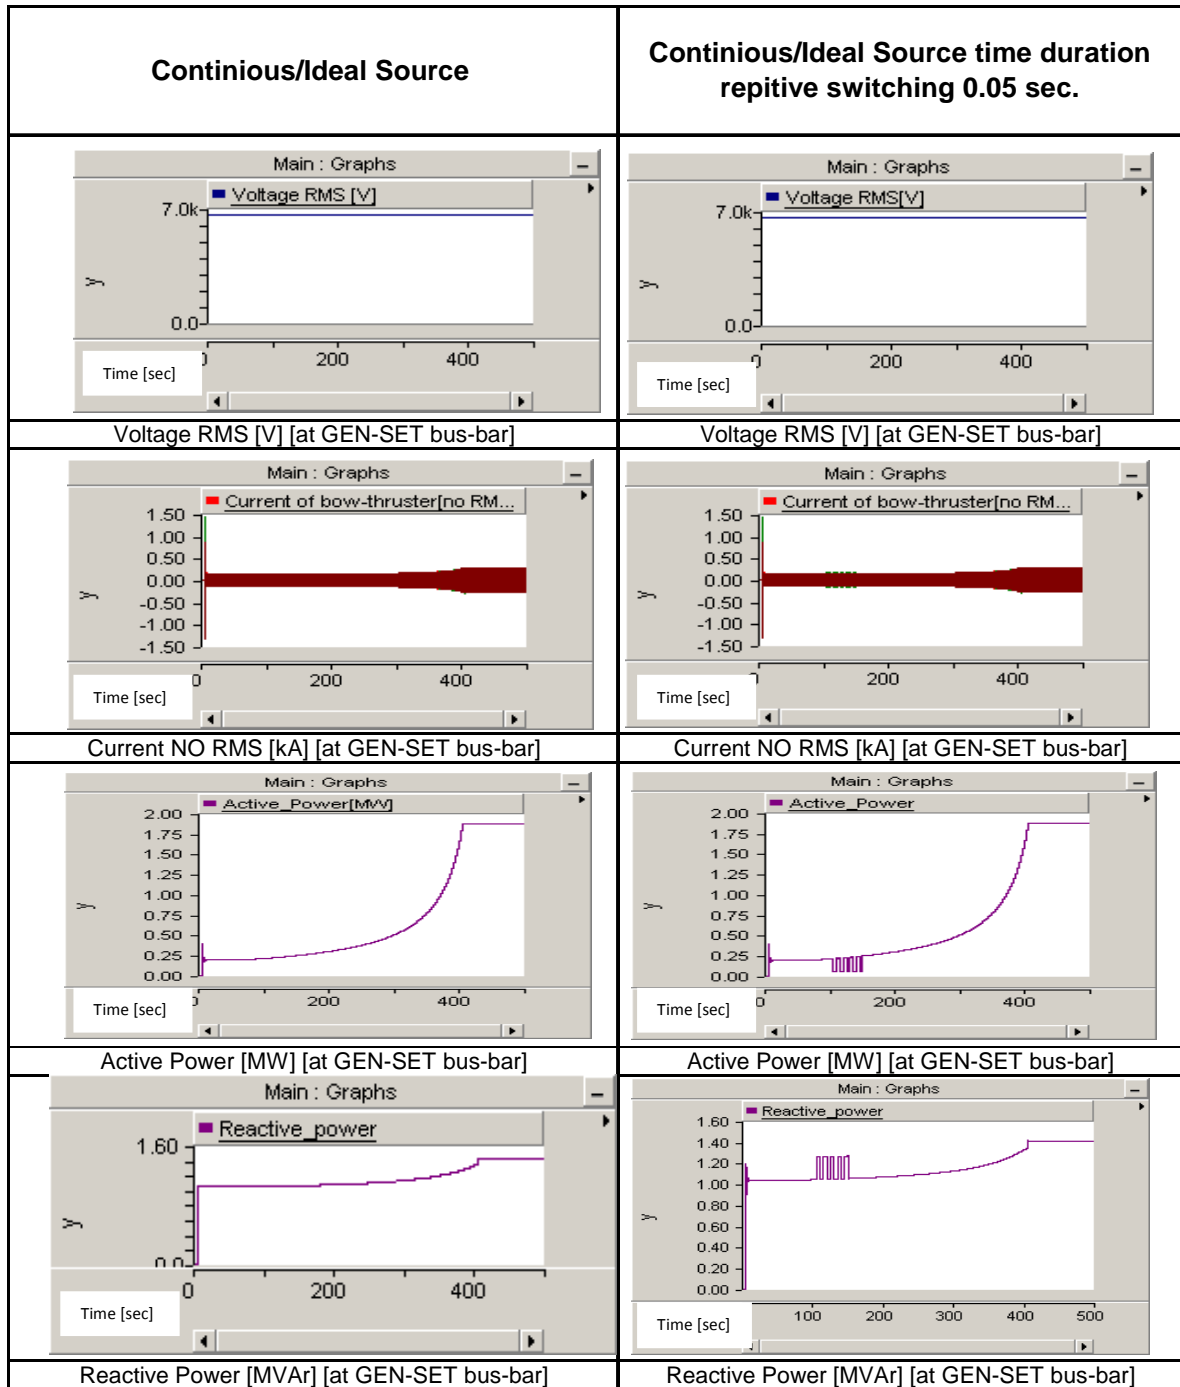 Continious/Ideal Source
Continious/Ideal Source time duration
repitive switching 0.05 sec.
Main : Graphs
Voltage RMS [V]
7.0k
y
0.0
0
200
400
Time [sec]
Voltage RMS [V] [at GEN-SET bus-bar]
Main : Graphs
Voltage RMS[V]
7.0k
y
0.0
0
200
400
Time [sec]
Voltage RMS [V] [at GEN-SET bus-bar]
Main : Graphs
Current of bow-thruster[no RM...
1.50
1.00
0.50
0.00
y
-0.50
-1.00
-1.50
0
200
400
Time [sec]
Current NO RMS [kA] [at GEN-SET bus-bar]
Main : Graphs
Current of bow-thruster[no RM...
1.50
1.00
0.50
0.00
y
-0.50
-1.00
-1.50
0
200
400
Time [sec]
Current NO RMS [kA] [at GEN-SET bus-bar]
Main : Graphs
Active_Power[MW]
2.00
1.75
1.50
1.25
1.00
y
0.75
0.50
0.25
0.00
0
200
400
Time [sec]
Active Power [MW] [at GEN-SET bus-bar]
Main : Graphs
Active_Power
2.00
1.75
1.50
1.25
1.00
y
0.75
0.50
0.25
0.00
0
200
400
Time [sec]
Active Power [MW] [at GEN-SET bus-bar]
Main : Graphs
Reactive_power
1.60
y
0.0
0
200
400
Time [sec]
Reactive Power [MVAr] [at GEN-SET bus-bar]
Main : Graphs
Reactive_power
1.60
1.40
1.20
1.00
0.80
y
0.60
0.40
0.20
0.00
100
200
300
400
500
Time [sec]
Reactive Power [MVAr] [at GEN-SET bus-bar]